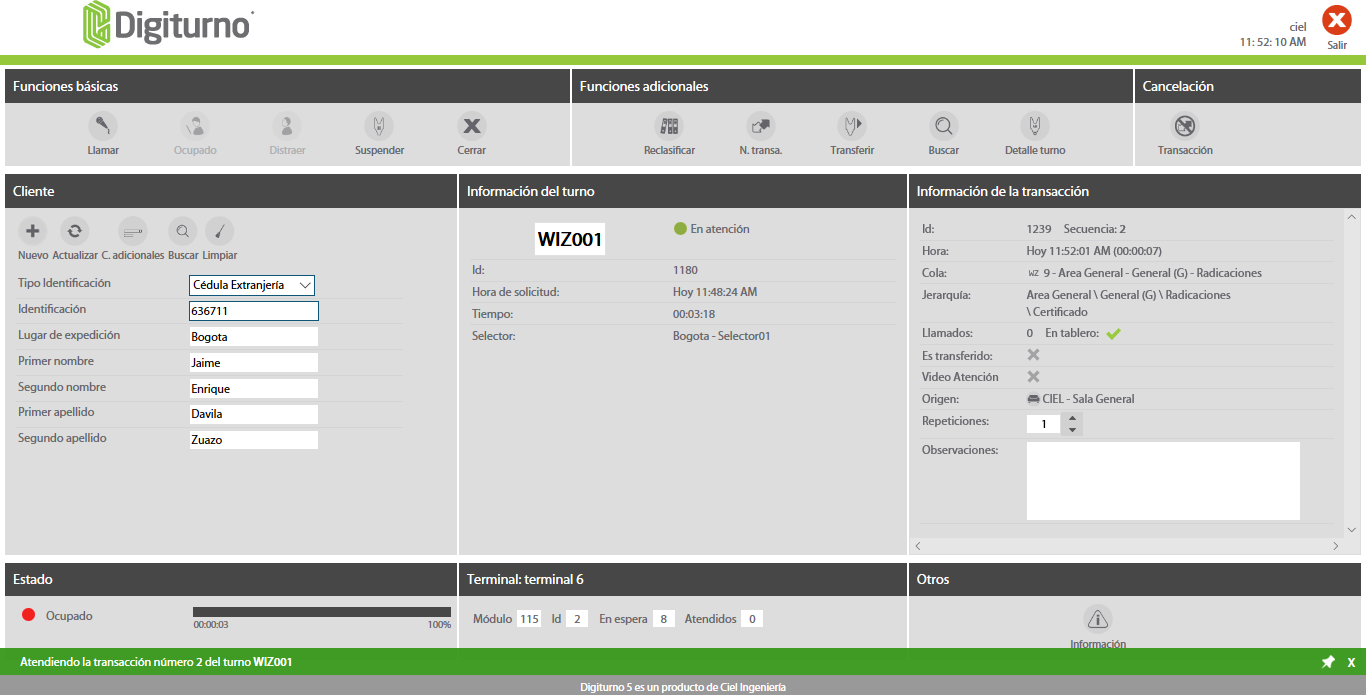 Digiturno
ciel
11: 52: 10 AM
Salir
Funciones básicas
Funciones adicionales
Cancelación
Llamar
Ocupado
Distraer
Suspender
Cerrar
Reclasificar
N. transa.
Transferir
Buscar
Detalle turno
Transacción
Cliente
Nuevo Actualizar C. adicionales Buscar Limpiar
Tipo Identificación Cédula Extranjería
Identificación 636711
Lugar de expedición Bogota
Primer nombre Jaime
Segundo nombre Enrique
Primer apellido Davila
Segundo apellido Zuazo
Información del turno
WIZ001 En atención
Id: 1180
Hora de solicitud: Hoy 11:48:24 AM
Tiempo: 00:03:18
Selector: Bogota - Selector01
Información de la transacción
Id: 1239 Secuencia: 2
Hora: Hoy 11:52:01 AM (00:00:07)
Cola: WZ 9 - Area General - General (G) - Radicaciones
Jerarquía: Area General \ General (G) \ Radicaciones
\ Certificado
Llamados: 0 En tablero:
Es transferido:
Video Atención
Origen: CIEL - Sala General
Repeticiones: 1
Observaciones:
Estado
Ocupado
00:00:03 100%
Terminal: terminal 6
Módulo 115 Id 2 En espera 8 Atendidos 0
Otros
Información
Atendiendo la transacción número 2 del turno WIZ001
X
Digiturno 5 es un producto de Ciel Ingeniería